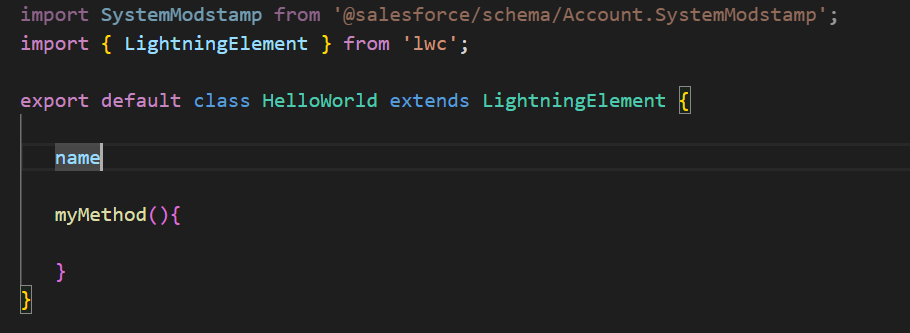 import SystemModstamp from '@salesforce/schema/Account.SystemModstamp';
import { LightningElement } from 'lwc';
export default class HelloWorld extends LightningElement {
name
myMethod(){
}
}